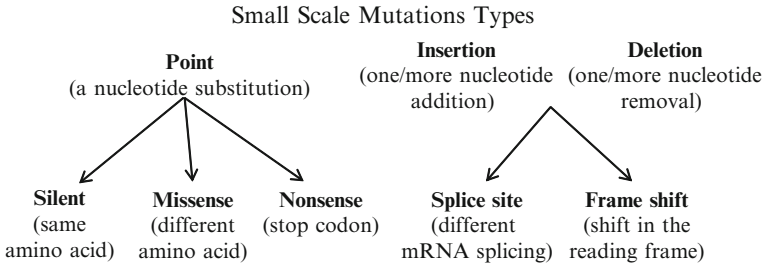 Small Scale Mutations Types
Point
(a nucleotide substitution)
Insertion
(one/more nucleotide
addition)
Deletion
(one/more nucleotide
removal)
Silent
(same
amino acid)
Missense
(different
amino acid)
Nonsense
(stop codon)
Splice site
(different
mRNA splicing)
Frame shift
(shift in the
reading frame)